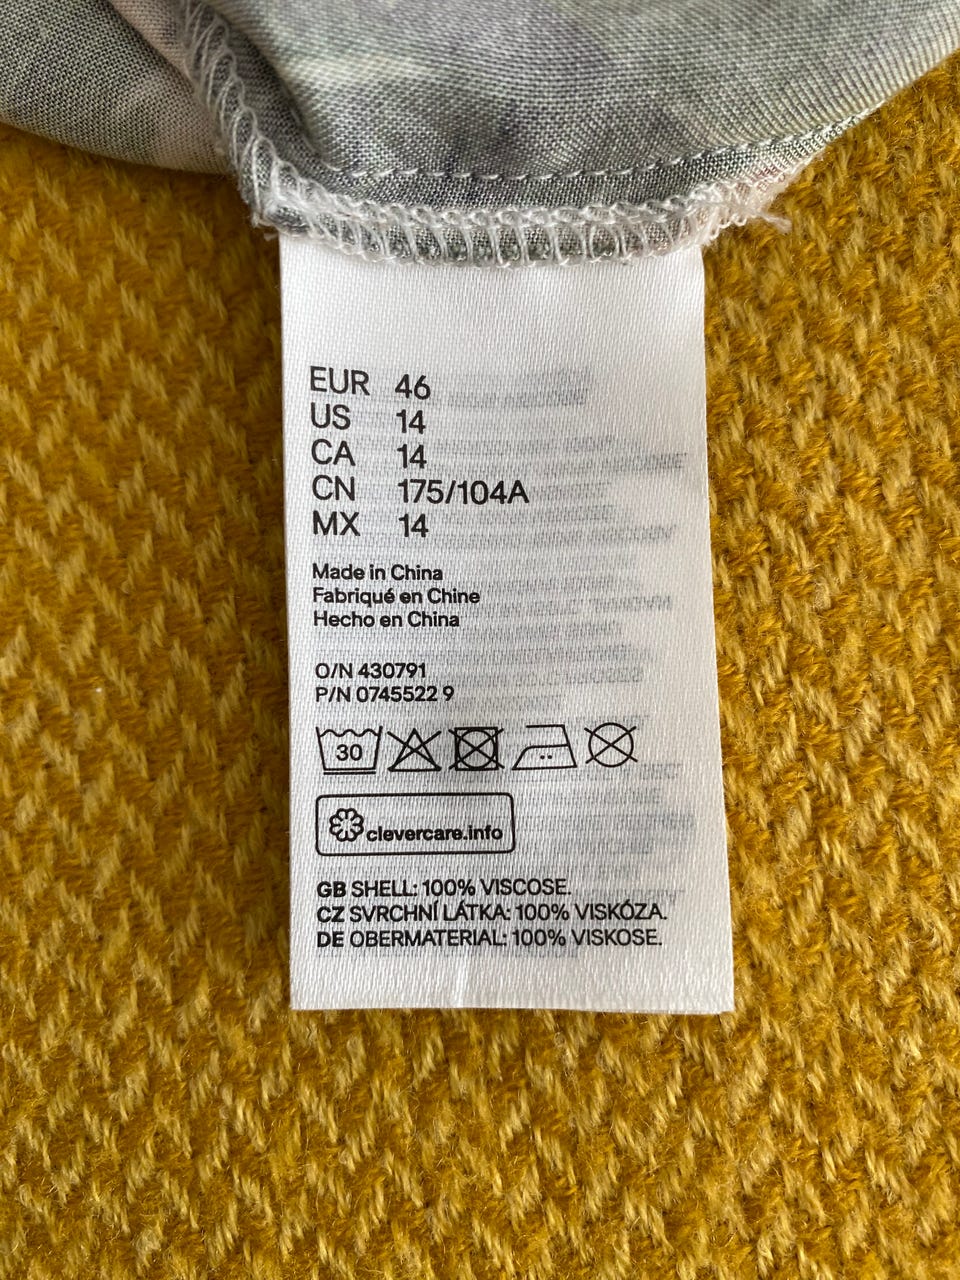 EUR 46
US 14
CA 14
CN 175/104A
MX 14
Made in China
Fabriqué en Chine
Hecho en China
O/N 430791
P/N 0745522 9
30
clevercare.info
GB SHELL: 100% VISCOSE.
CZ SVRCHNÍ LÁTKA: 100% VISKÓZA.
DE OBERMATERIAL: 100% VISKOSE.